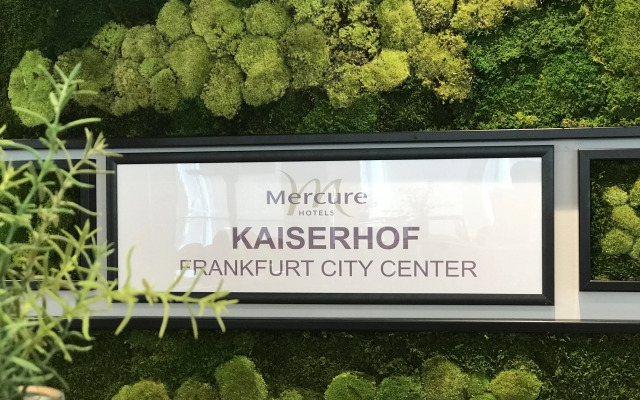 Mercure
HOTELS
KAISERHOF
FRANKFURT CITY CENTER